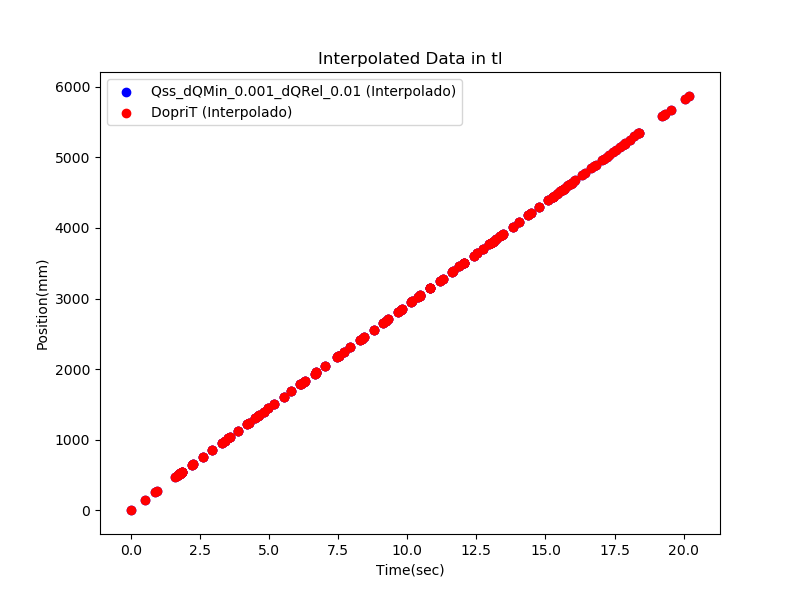 Interpolated Data in tl
Qss_dQMin_0.001_dQRel_0.01 (Interpolado)
DopriT (Interpolado)
6000
5000
4000
3000
2000
1000
0
Position(mm)
0.0 2.5 5.0 7.5 10.0 12.5 15.0 17.5 20.0
Time(sec)